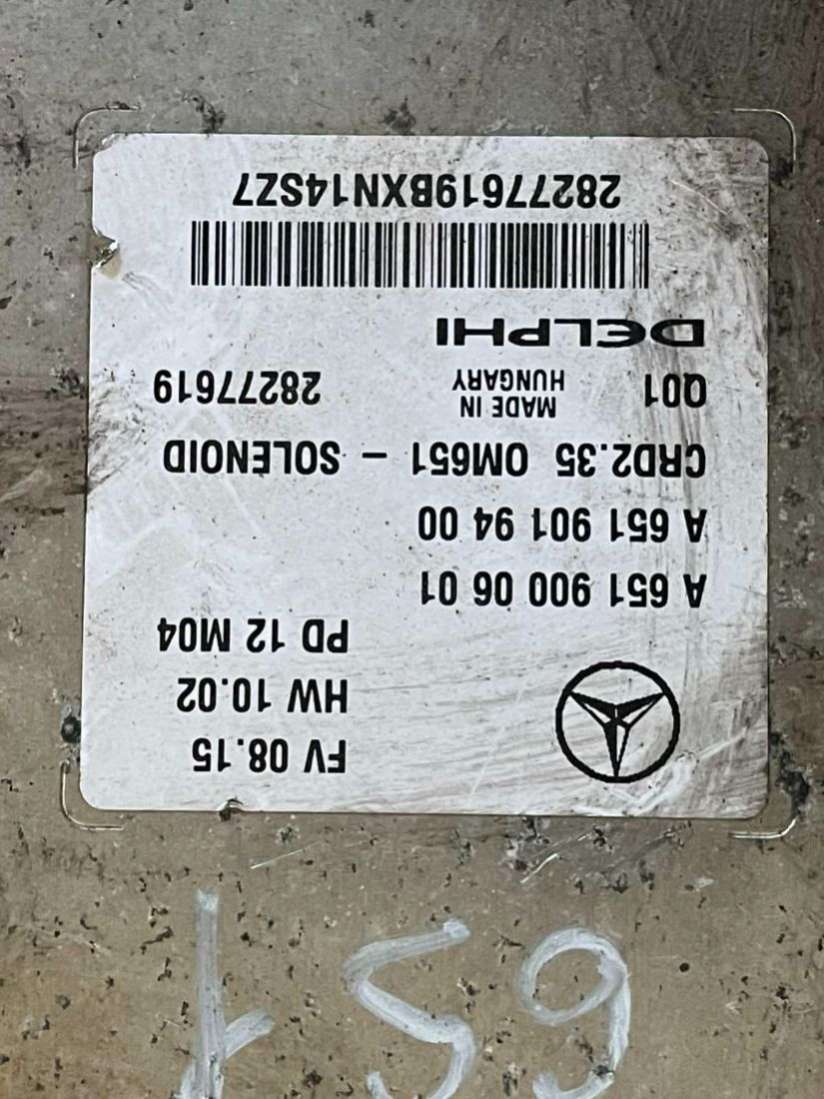 651
FV 08.15
HW 10.02
PD 12 M04
A 651 900 06 01
A 651 901 94 00
CRD2.35 OM651 - SOLENOID
Q01 MADE IN 28277619
HUNGARY
DELPHI
28277619BXN14SZ7